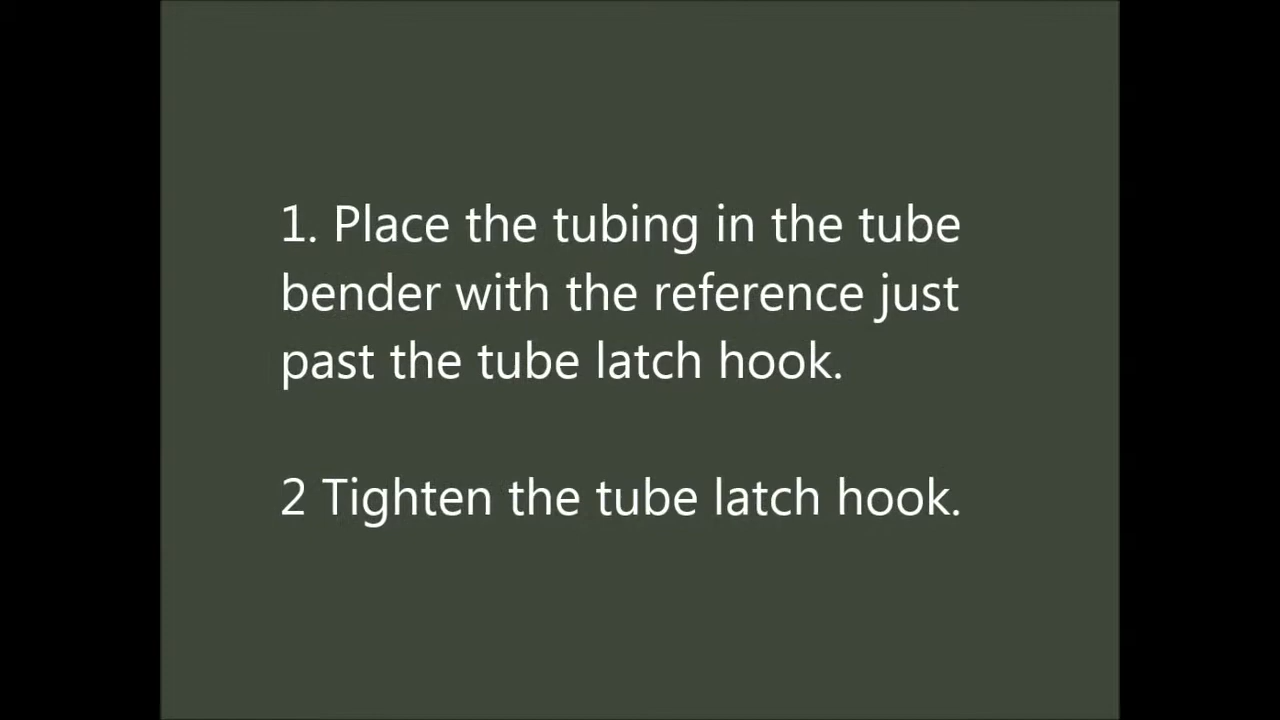 1. Place the tubing in the tube
bender with the reference just
past the tube latch hook.
2 Tighten the tube latch hook.